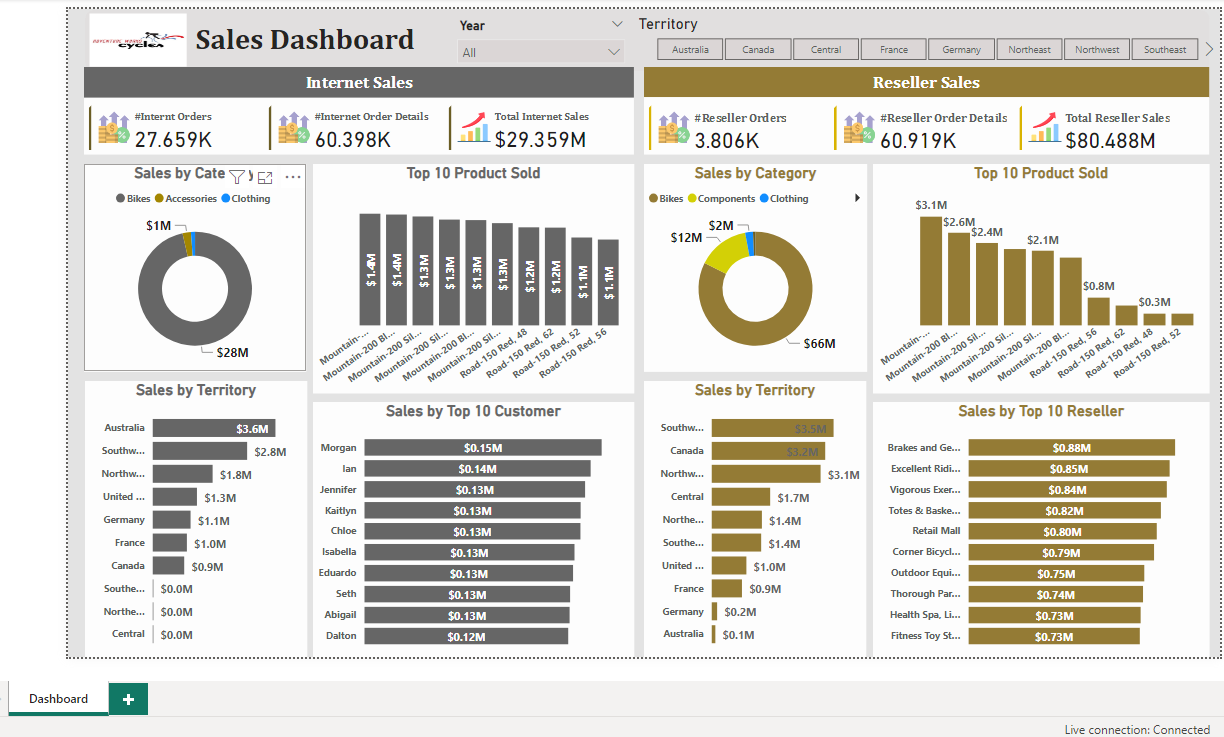 ADVENTURE WORKS
cycles
Sales Dashboard
Year
All
Territory
Australia
Canada
Central
France
Germany
Northeast
Northwest
Southeast
Internet Sales
#Internt Orders
27.659K
#Internet Order Details
60.398K
Total Internet Sales
$29.359M
Reseller Sales
#Reseller Orders
3.806K
#Reseller Order Details
60.919K
Total Reseller Sales
$80.488M
Sales by Cate
Bikes Accessories Clothing
$1M
$28M
Top 10 Product Sold
$1.4M
$1.4M
$1.3M
$1.3M
$1.3M
$1.3M
$1.2M
$1.2M
$1.1M
$1.1M
Mountain-...
Mountain-200 Bl...
Mountain-200 Sil...
Mountain-200 Sil...
Mountain-200 Bl...
Mountain-200 Sil...
Road-150 Red, 48
Road-150 Red, 62
Road-150 Red, 52
Road-150 Red, 56
Sales by Category
Bikes Components Clothing
$2M
$12M
$66M
Top 10 Product Sold
$3.1M
$2.6M
$2.4M
$2.1M
$0.8M
$0.3M
Mountain-...
Mountain-200 Bl...
Mountain-200 Sil...
Mountain-200 Sil...
Mountain-200 Sil...
Mountain-200 Bl...
Road-150 Red, 56
Road-150 Red, 62
Road-150 Red, 48
Road-150 Red, 52
Sales by Territory
Australia $3.6M
Southw... $2.8M
Northw... $1.8M
United ... $1.3M
Germany $1.1M
France $1.0M
Canada $0.9M
Southe... $0.0M
Northe... $0.0M
Central $0.0M
Sales by Top 10 Customer
Morgan $0.15M
Ian $0.14M
Jennifer $0.13M
Kaitlyn $0.13M
Chloe $0.13M
Isabella $0.13M
Eduardo $0.13M
Seth $0.13M
Abigail $0.13M
Dalton $0.12M
Sales by Territory
Southw... $3.5M
Canada $3.2M
Northw... $3.1M
Central $1.7M
Northe... $1.4M
Southe... $1.4M
United ... $1.0M
France $0.9M
Germany $0.2M
Australia $0.1M
Sales by Top 10 Reseller
Brakes and Ge... $0.88M
Excellent Ridi... $0.85M
Vigorous Exer... $0.84M
Totes & Baske... $0.82M
Retail Mall $0.80M
Corner Bicycl... $0.79M
Outdoor Equi... $0.75M
Thorough Par... $0.74M
Health Spa, Li... $0.73M
Fitness Toy St... $0.73M
Dashboard
Live connection: Connected